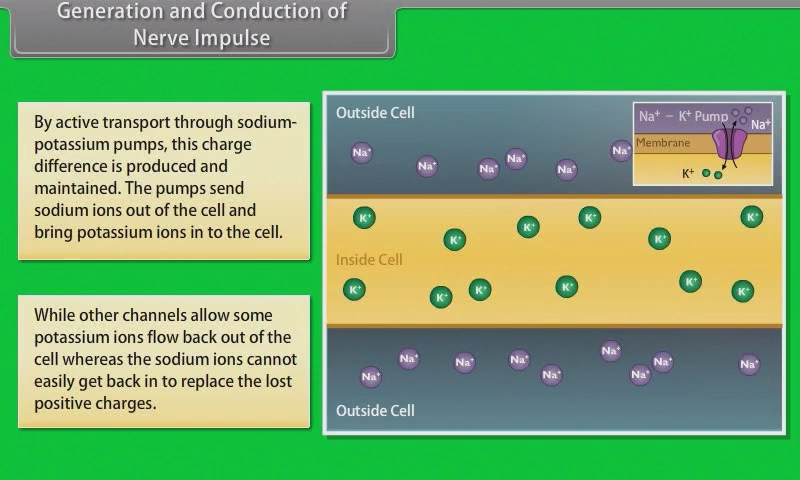 Generation and Conduction of
Nerve Impulse
By active transport through sodium-
potassium pumps, this charge
difference is produced and
maintained. The pumps send
sodium ions out of the cell and
bring potassium ions in to the cell.
While other channels allow some
potassium ions flow back out of the
cell whereas the sodium ions cannot
easily get back in to replace the lost
positive charges.
Outside Cell
Na⁺ – K⁺ Pump
Na⁺
Membrane
K⁺
Na⁺ Na⁺ Na⁺ Na⁺ Na⁺ Na⁺
K⁺ K⁺ K⁺ K⁺ K⁺ K⁺
Inside Cell
K⁺ K⁺ K⁺ K⁺ K⁺ K⁺
Na⁺ Na⁺ Na⁺ Na⁺ Na⁺ Na⁺ Na⁺ Na⁺ Na⁺
Outside Cell